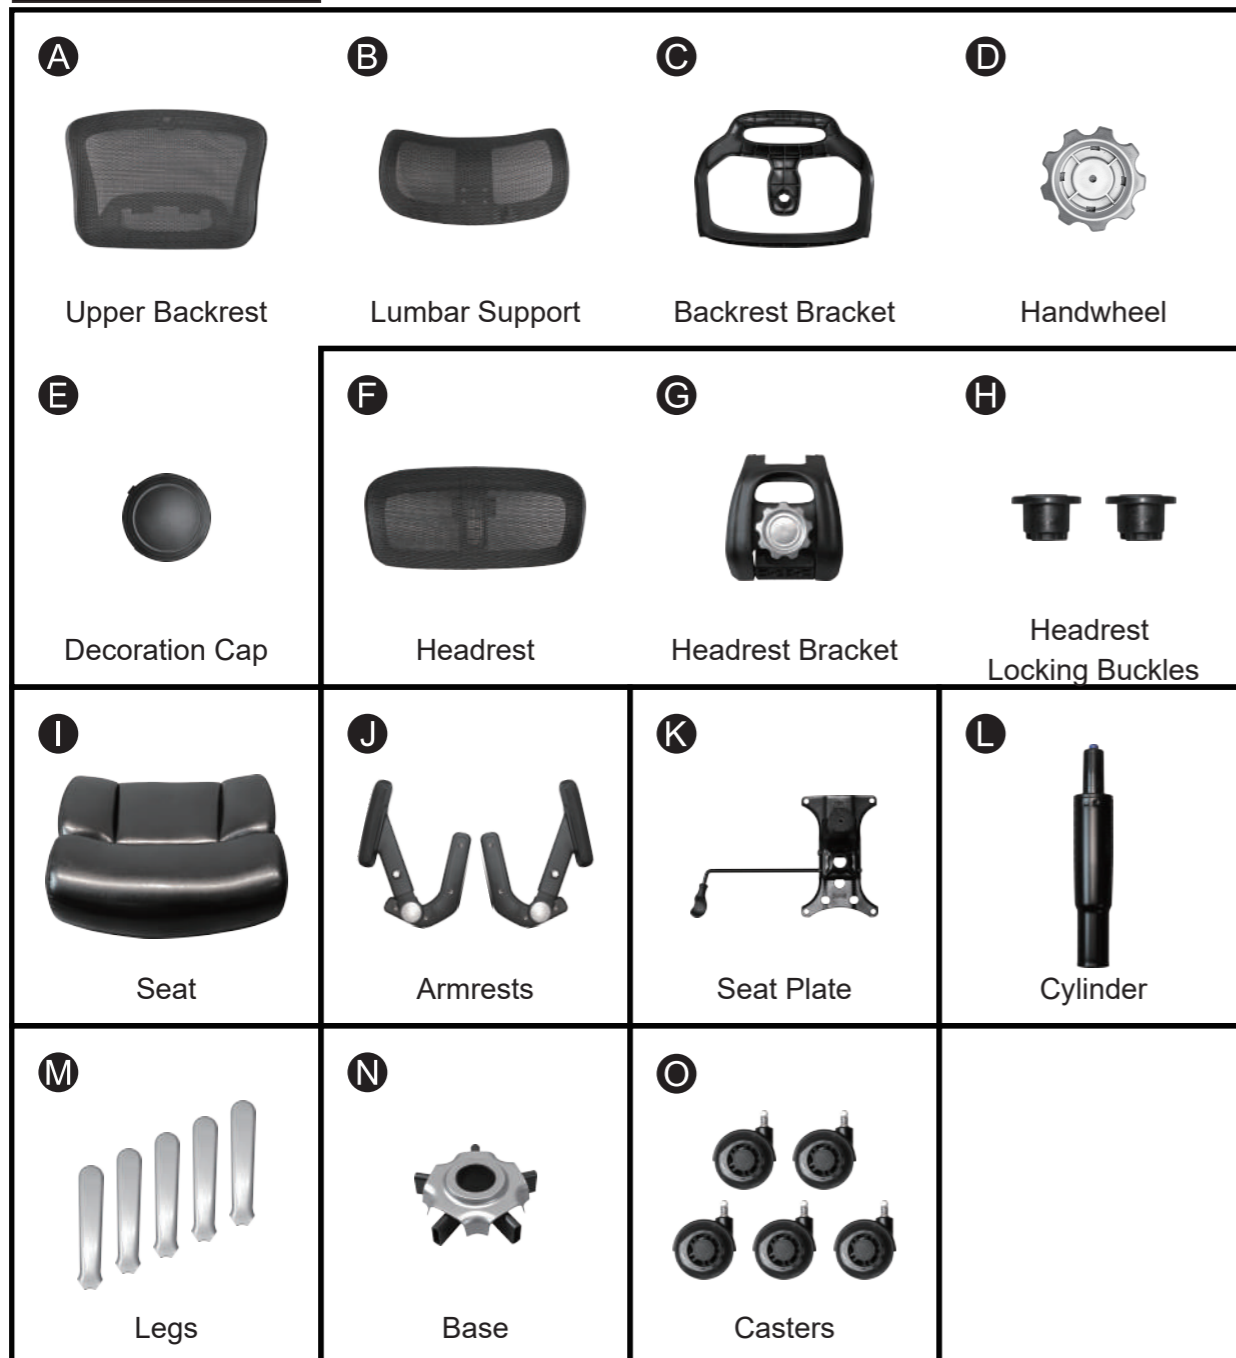 A
B
C
D
Upper Backrest
Lumbar Support
Backrest Bracket
Handwheel
E
F
G
H
Decoration Cap
Headrest
Headrest Bracket
Headrest
Locking Buckles
I
J
K
L
Seat
Armrests
Seat Plate
Cylinder
M
N
O
Legs
Base
Casters